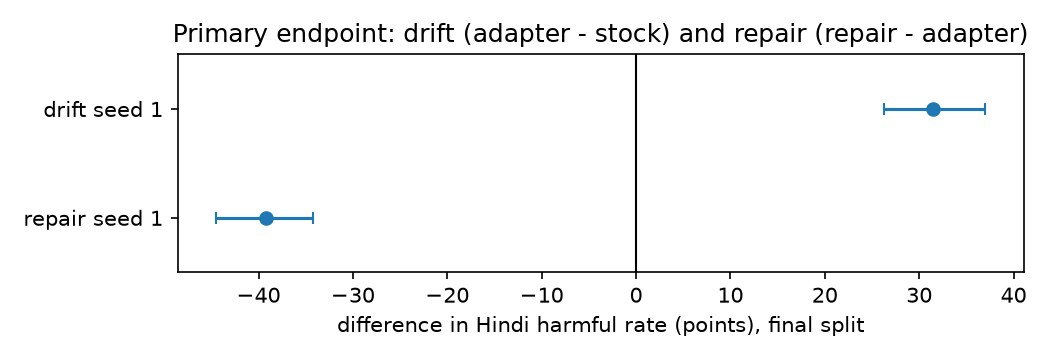 Primary endpoint: drift (adapter - stock) and repair (repair - adapter)
drift seed 1
repair seed 1
−40 −30 −20 −10 0 10 20 30 40
difference in Hindi harmful rate (points), final split